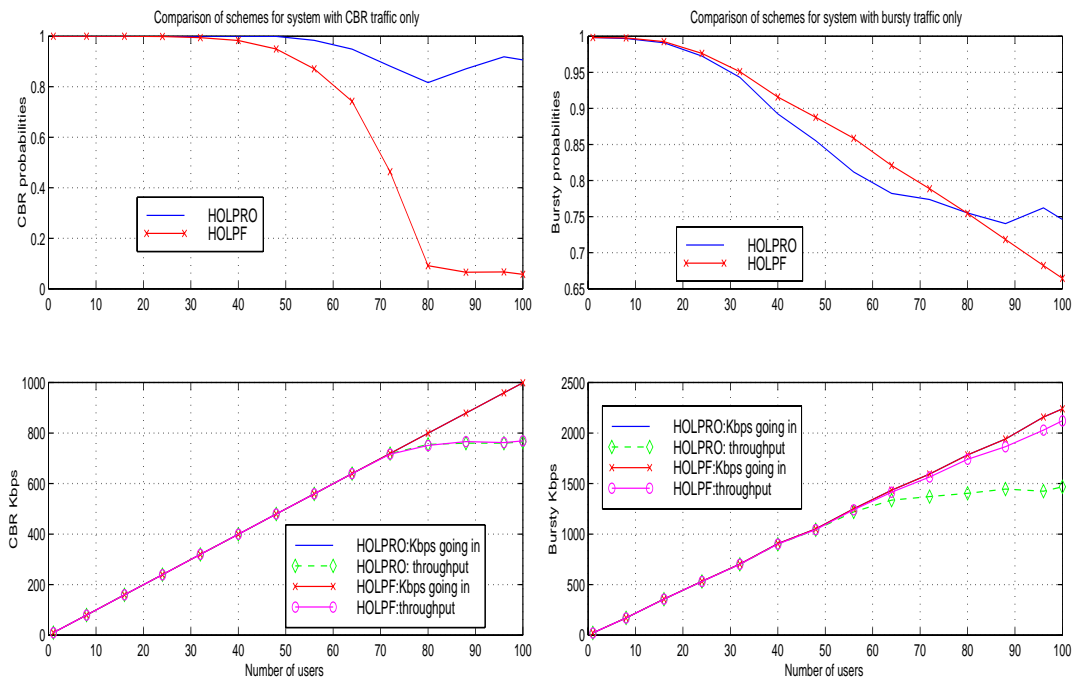 Comparison of schemes for system with CBR traffic only
CBR probabilities
1
0.8
0.6
0.4
0.2
0
0 10 20 30 40 50 60 70 80 90 100
HOLPRO
HOLPF
Comparison of schemes for system with bursty traffic only
Bursty probabilities
1
0.95
0.9
0.85
0.8
0.75
0.7
0.65
0 10 20 30 40 50 60 70 80 90 100
HOLPRO
HOLPF
CBR Kbps
1000
800
600
400
200
0
0 10 20 30 40 50 60 70 80 90 100
Number of users
HOLPRO:Kbps going in
HOLPRO: throughput
HOLPF:Kbps going in
HOLPF:throughput
Bursty Kbps
2500
2000
1500
1000
500
0
0 10 20 30 40 50 60 70 80 90 100
Number of users
HOLPRO:Kbps going in
HOLPRO: throughput
HOLPF:Kbps going in
HOLPF:throughput